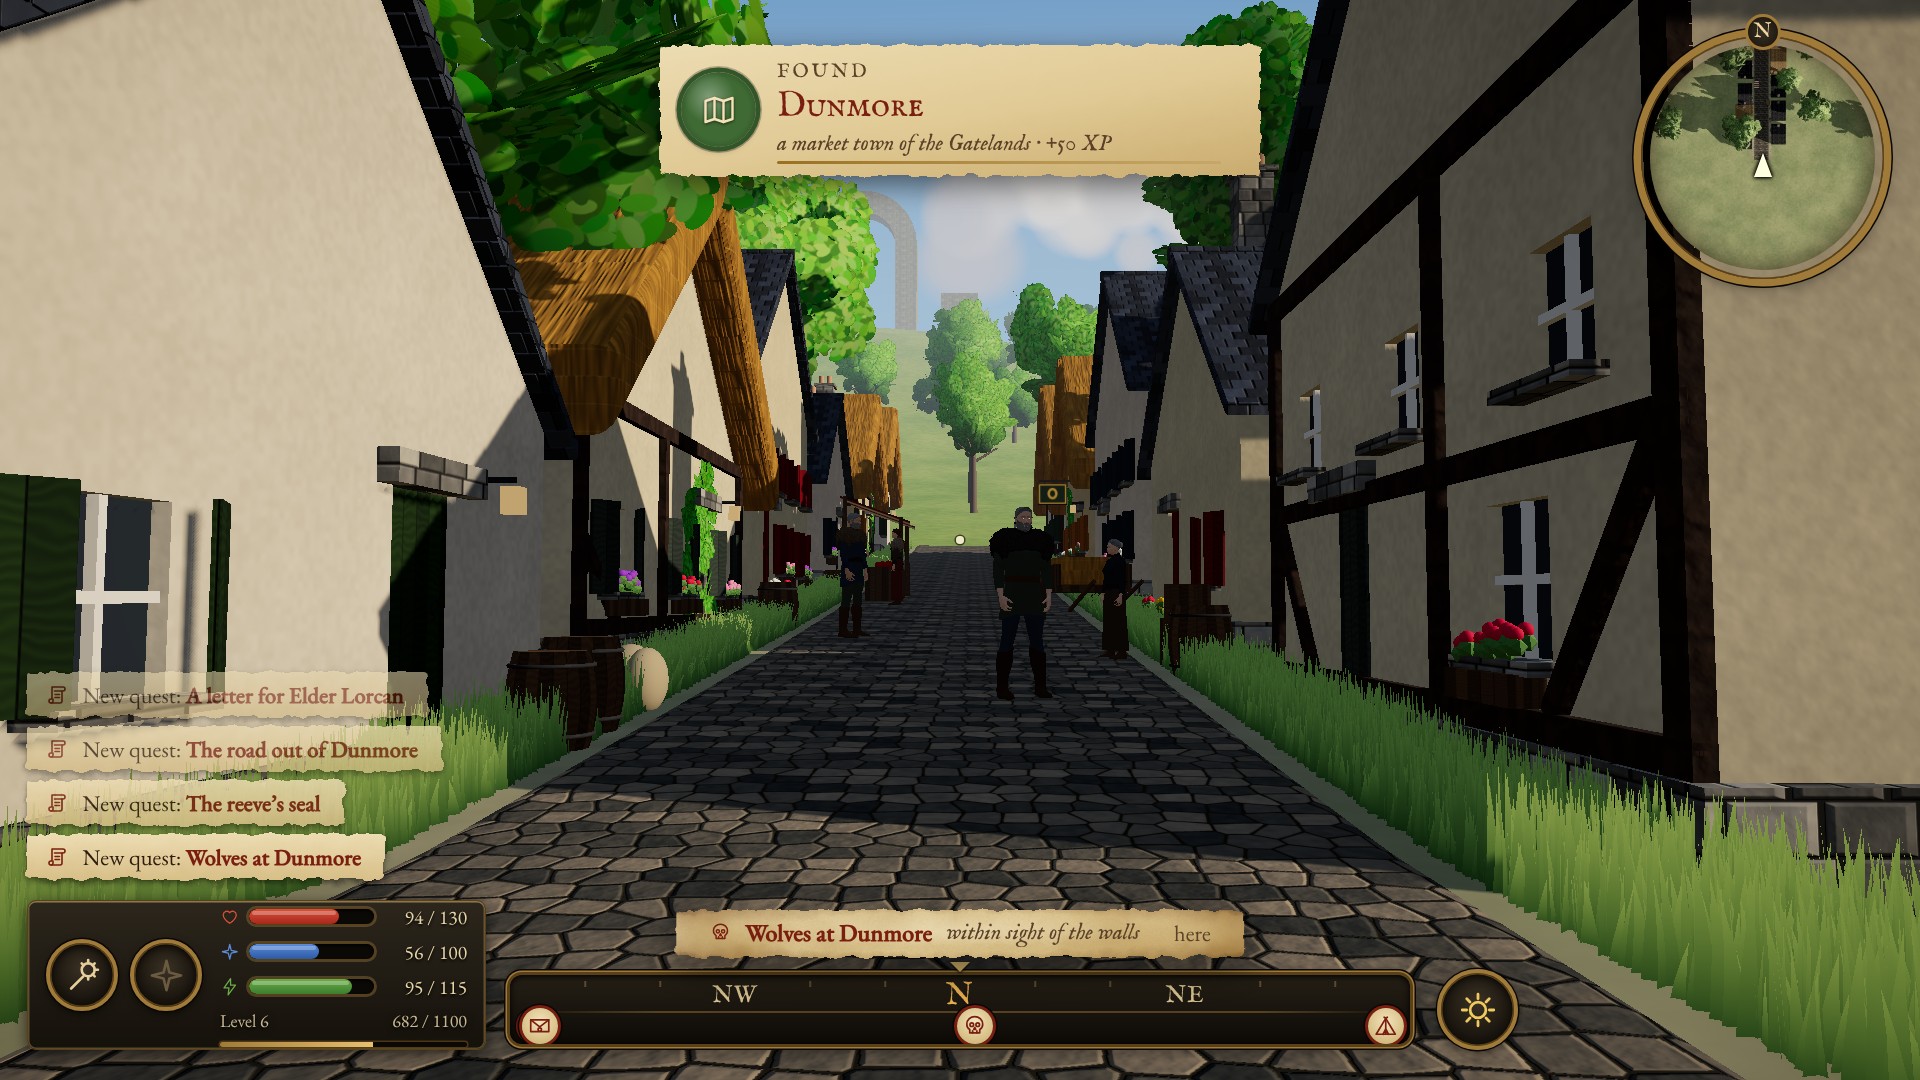 FOUND
DUNMORE
a market town of the Gatelands · +50 XP
N
New quest: A letter for Elder Lorcan
New quest: The road out of Dunmore
New quest: The reeve's seal
New quest: Wolves at Dunmore
94 / 130
56 / 100
95 / 115
Level 6
682 / 1100
Wolves at Dunmore within sight of the walls here
NW N NE